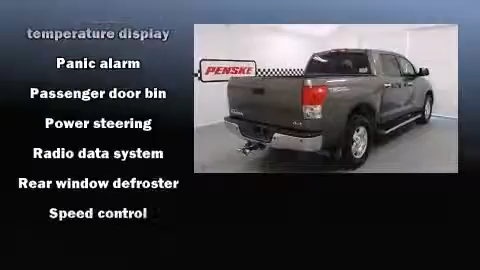 temperature display
Panic alarm
Passenger door bin
Power steering
Radio data system
Rear window defroster
Speed control
PENSKE